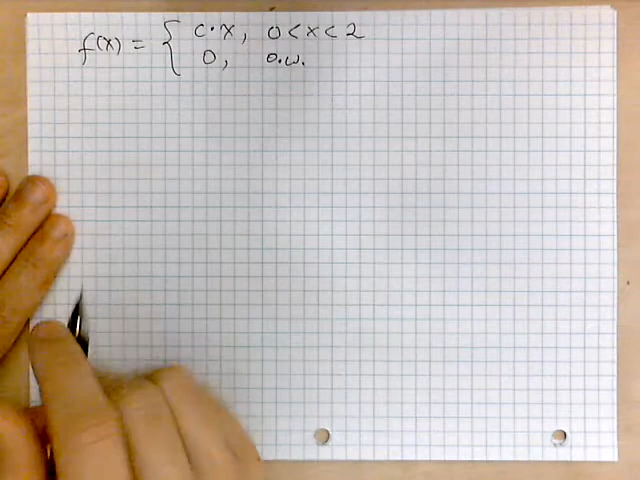 f(x) = { c·x, 0<x<2
0, o.w.